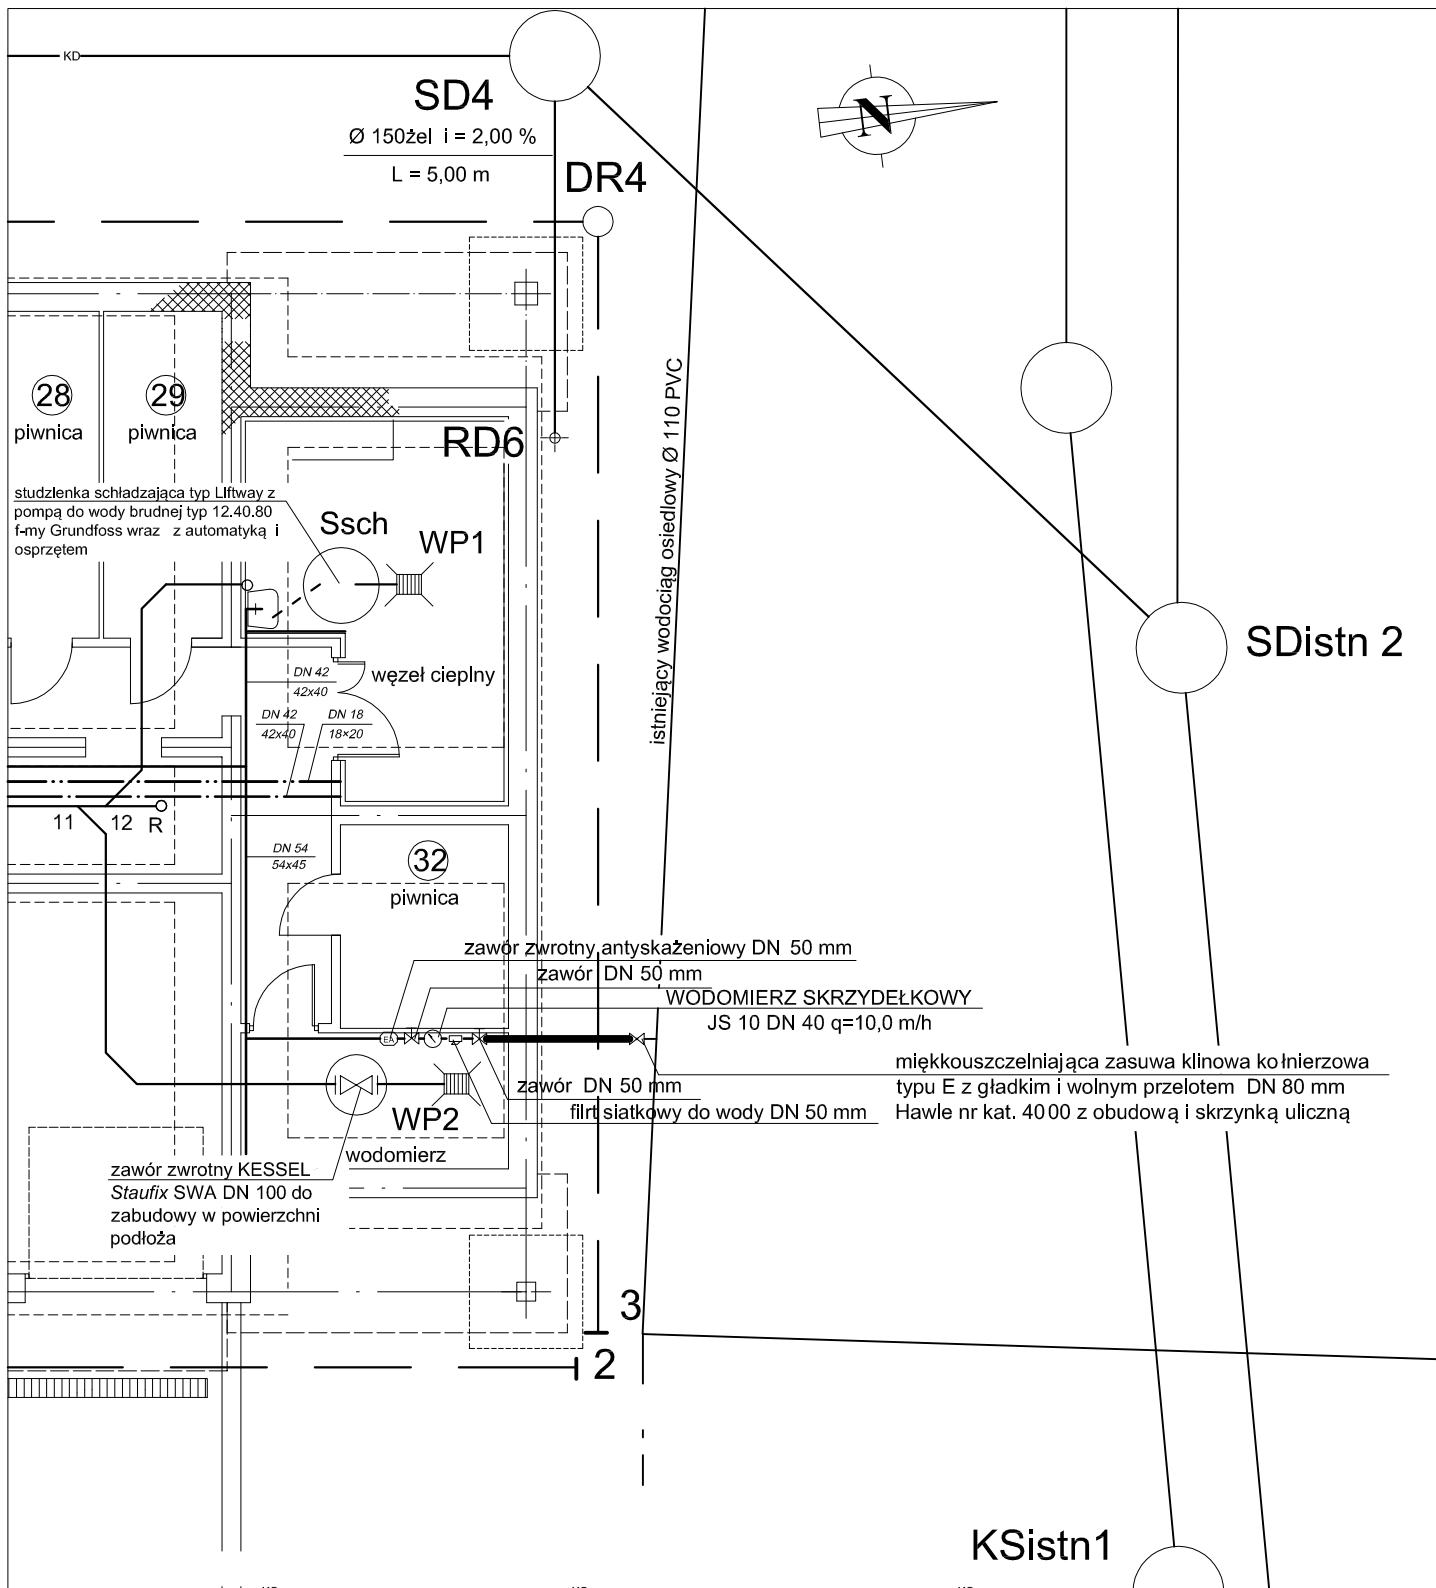 KD
SD4
Ø 150żel i = 2,00 %
L = 5,00 m
N
DR4
28
piwnica
29
piwnica
RD6
istniejący wodociąg osiedlowy Ø 110 PVC
studzienka schładzająca typ Liftway z
pompą do wody brudnej typ 12.40.80
f-my Grundfoss wraz z automatyką i
osprzętem
Ssch
WP1
SDistn 2
węzeł cieplny
DN 42
42x40
DN 42
42x40
DN 18
18×20
11
12
R
DN 54
54x45
32
piwnica
zawór zwrotny antyskażeniowy DN 50 mm
zawór DN 50 mm
WODOMIERZ SKRZYDEŁKOWY
JS 10 DN 40 q=10,0 m/h
EA
miękkouszczelniająca zasuwa klinowa kołnierzowa
typu E z gładkim i wolnym przelotem DN 80 mm
Hawle nr kat. 4000 z obudową i skrzynką uliczną
zawór DN 50 mm
filrt siatkowy do wody DN 50 mm
WP2
wodomierz
zawór zwrotny KESSEL
Staufix SWA DN 100 do
zabudowy w powierzchni
podłoża
3
2
KSistn1